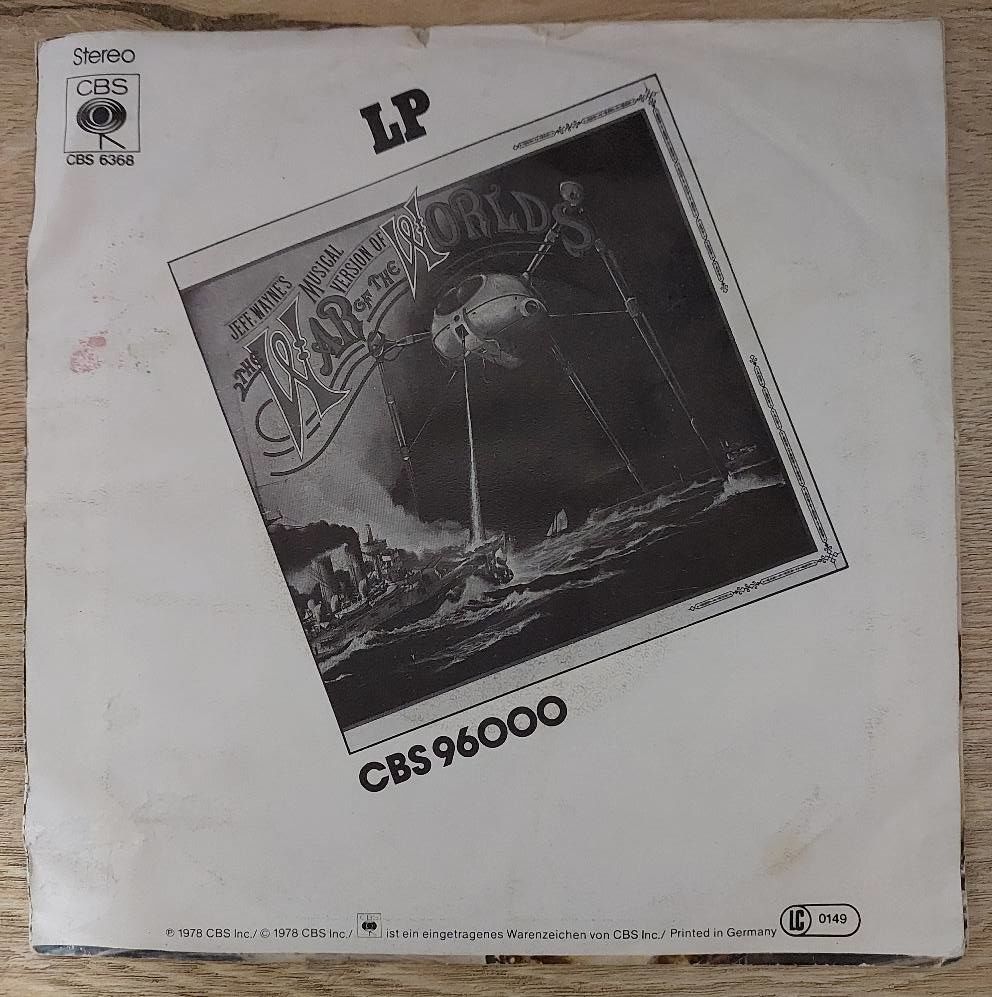 Stereo
CBS
CBS 6368
LP
JEFF WAYNE'S
MUSICAL
VERSION OF
THE
WAR OF THE WORLDS
CBS 96000
℗ 1978 CBS Inc./ © 1978 CBS Inc./ CBS ist ein eingetragenes Warenzeichen von CBS Inc./ Printed in Germany
LC 0149